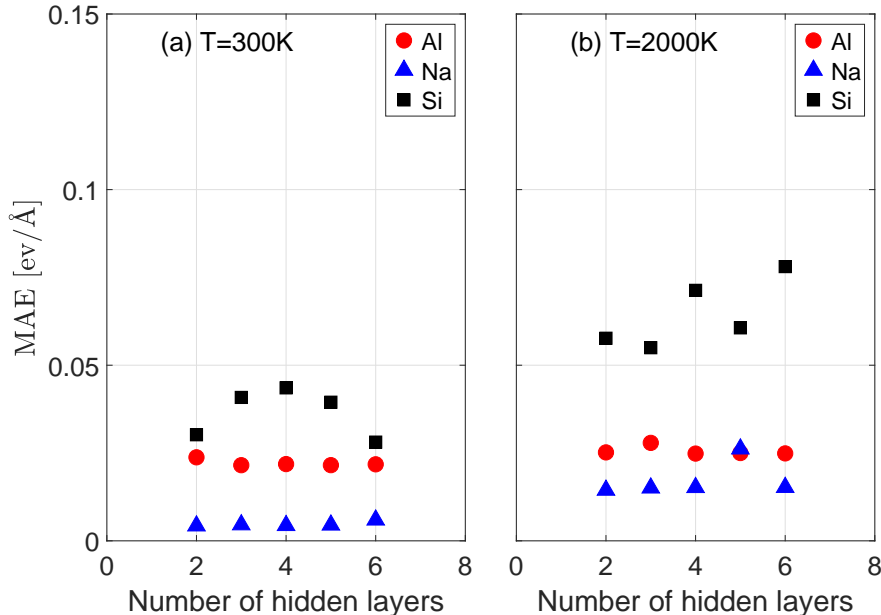 MAE [ev/Å]
0.15
0.1
0.05
0
(a) T=300K
Al
Na
Si
0 2 4 6 8
Number of hidden layers
(b) T=2000K
Al
Na
Si
0 2 4 6 8
Number of hidden layers